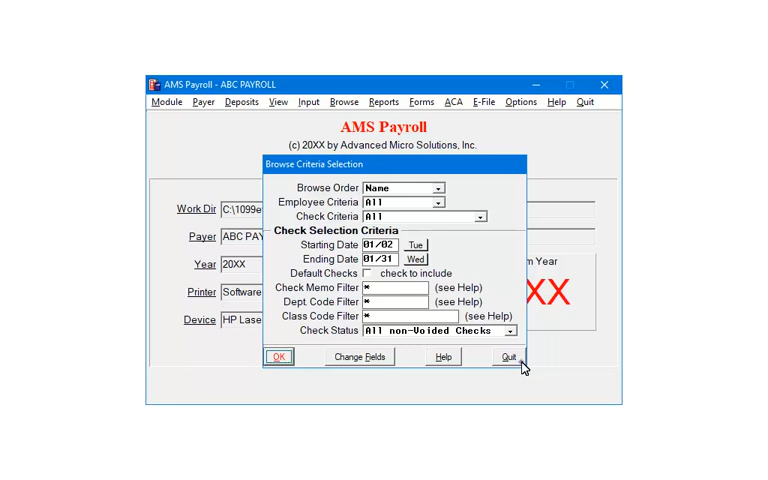 AMS Payroll - ABC PAYROLL
Module Payer Deposits View Input Browse Reports Forms ACA E-File Options Help Quit
AMS Payroll
(c) 20XX by Advanced Micro Solutions, Inc.
Browse Criteria Selection
Browse Order Name
Employee Criteria All
Check Criteria All
Check Selection Criteria
Starting Date 01/02 Tue
Ending Date 01/31 Wed
Default Checks check to include
Check Memo Filter * (see Help)
Dept. Code Filter * (see Help)
Class Code Filter * (see Help)
Check Status All non-Voided Checks
OK Change Fields Help Quit
Work Dir C:\1099e
Payer ABC PAY
Year 20XX
Printer Software
Device HP Lase
m Year
XX